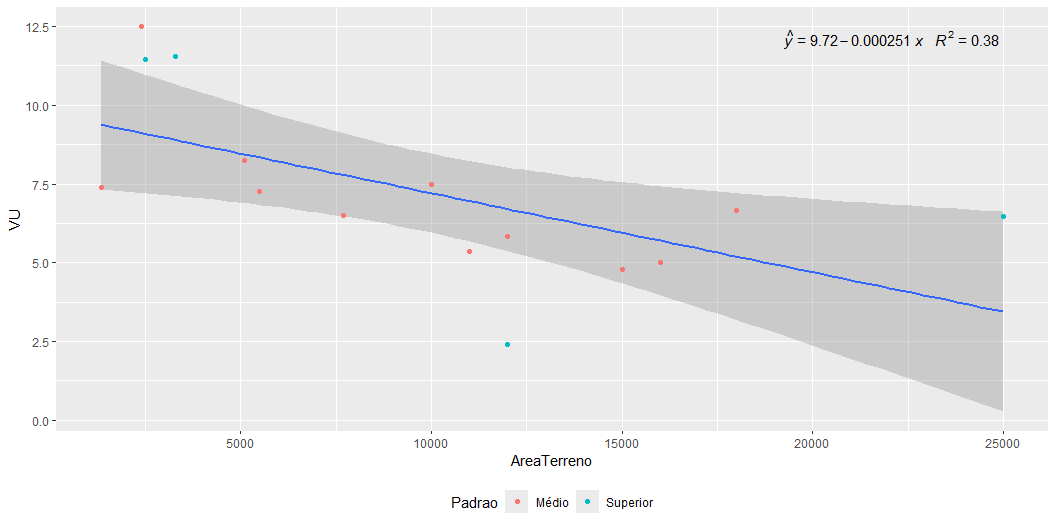 ŷ = 9.72 − 0.000251 x R² = 0.38
12.5
10.0
7.5
5.0
2.5
0.0
VU
5000 10000 15000 20000 25000
AreaTerreno
Padrao Médio Superior